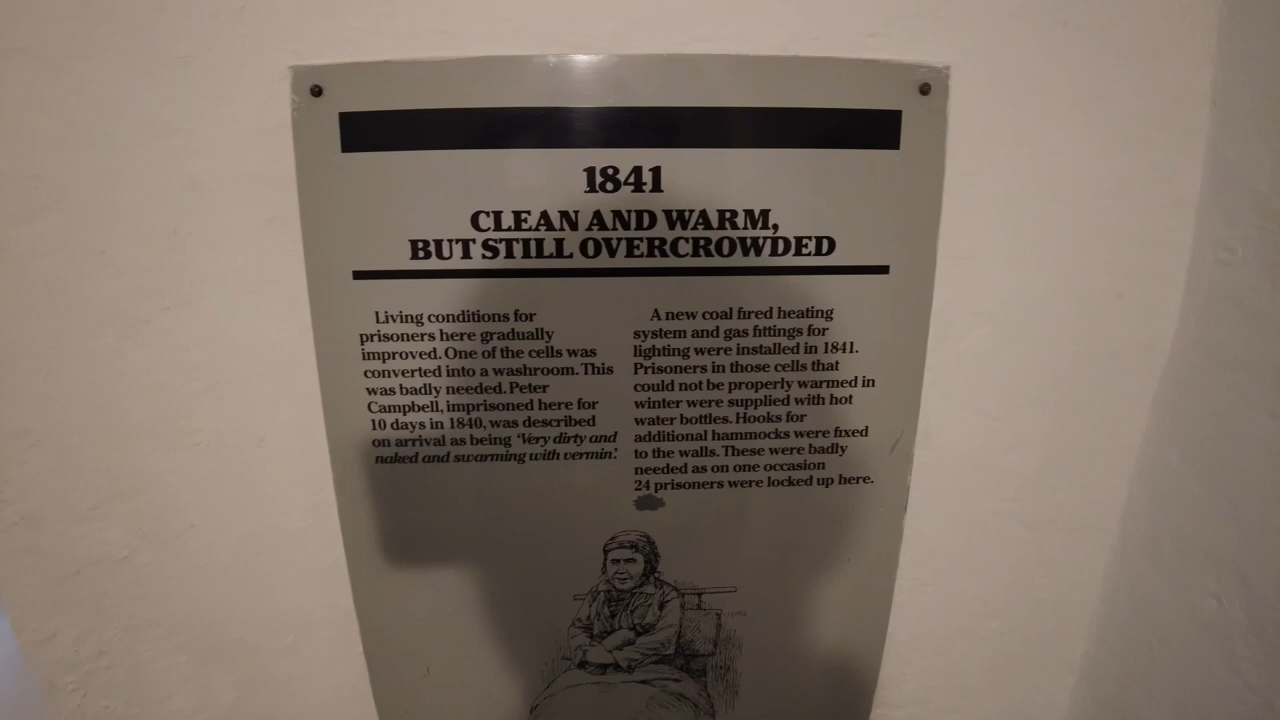 1841
CLEAN AND WARM,
BUT STILL OVERCROWDED
Living conditions for
prisoners here gradually
improved. One of the cells was
converted into a washroom. This
was badly needed. Peter
Campbell, imprisoned here for
10 days in 1840, was described
on arrival as being 'Very dirty and
naked and swarming with vermin'.
A new coal fired heating
system and gas fittings for
lighting were installed in 1841.
Prisoners in those cells that
could not be properly warmed in
winter were supplied with hot
water bottles. Hooks for
additional hammocks were fixed
to the walls. These were badly
needed as on one occasion
24 prisoners were locked up here.